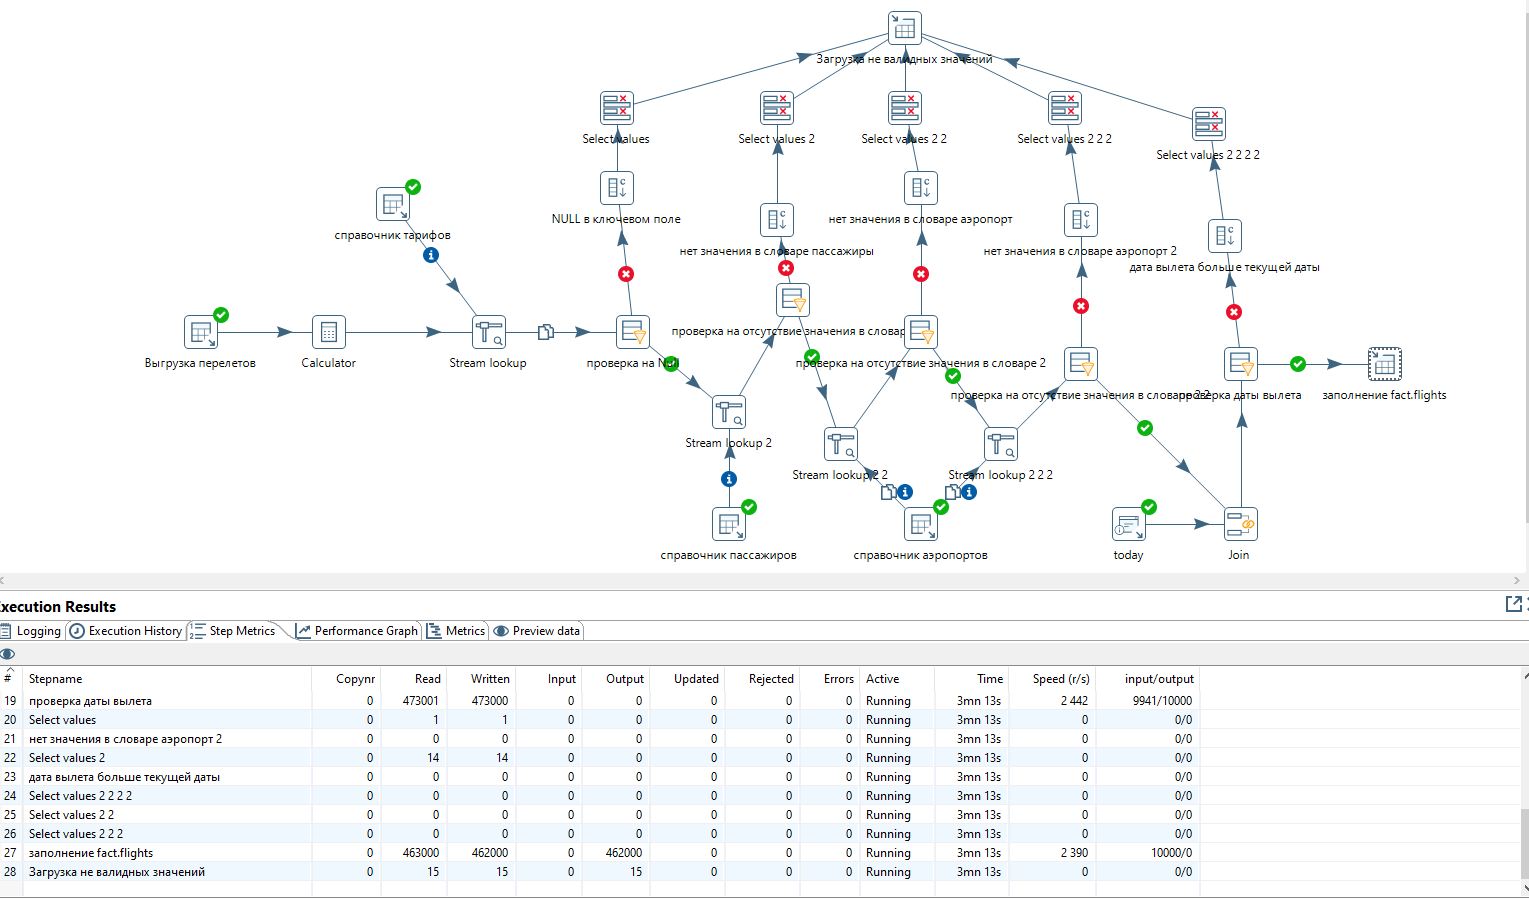 Загрузка не валидных значений
Select values
Select values 2
Select values 2 2
Select values 2 2 2
Select values 2 2 2 2
NULL в ключевом поле
нет значения в словаре аэропорт
справочник тарифов
нет значения в словаре пассажиры
нет значения в словаре аэропорт 2
дата вылета больше текущей даты
проверка на отсутствие значения в словар
Выгрузка перелетов
Calculator
Stream lookup
проверка на Null
проверка на отсутствие значения в словаре 2
проверка на отсутствие значения в словаре 2 2
проверка даты вылета
заполнение fact.flights
Stream lookup 2
Stream lookup 2 2
Stream lookup 2 2 2
справочник пассажиров
справочник аэропортов
today
Join
Execution Results
Logging Execution History Step Metrics Performance Graph Metrics Preview data
# Stepname Copynr Read Written Input Output Updated Rejected Errors Active Time Speed (r/s) input/output
19 проверка даты вылета 0 473001 473000 0 0 0 0 0 Running 3mn 13s 2 442 9941/10000
20 Select values 0 1 1 0 0 0 0 0 Running 3mn 13s 0 0/0
21 нет значения в словаре аэропорт 2 0 0 0 0 0 0 0 0 Running 3mn 13s 0 0/0
22 Select values 2 0 14 14 0 0 0 0 0 Running 3mn 13s 0 0/0
23 дата вылета больше текущей даты 0 0 0 0 0 0 0 0 Running 3mn 13s 0 0/0
24 Select values 2 2 2 2 0 0 0 0 0 0 0 0 Running 3mn 13s 0 0/0
25 Select values 2 2 0 0 0 0 0 0 0 0 Running 3mn 13s 0 0/0
26 Select values 2 2 2 0 0 0 0 0 0 0 0 Running 3mn 13s 0 0/0
27 заполнение fact.flights 0 463000 462000 0 462000 0 0 0 Running 3mn 13s 2 390 10000/0
28 Загрузка не валидных значений 0 15 15 0 15 0 0 0 Running 3mn 13s 0 0/0